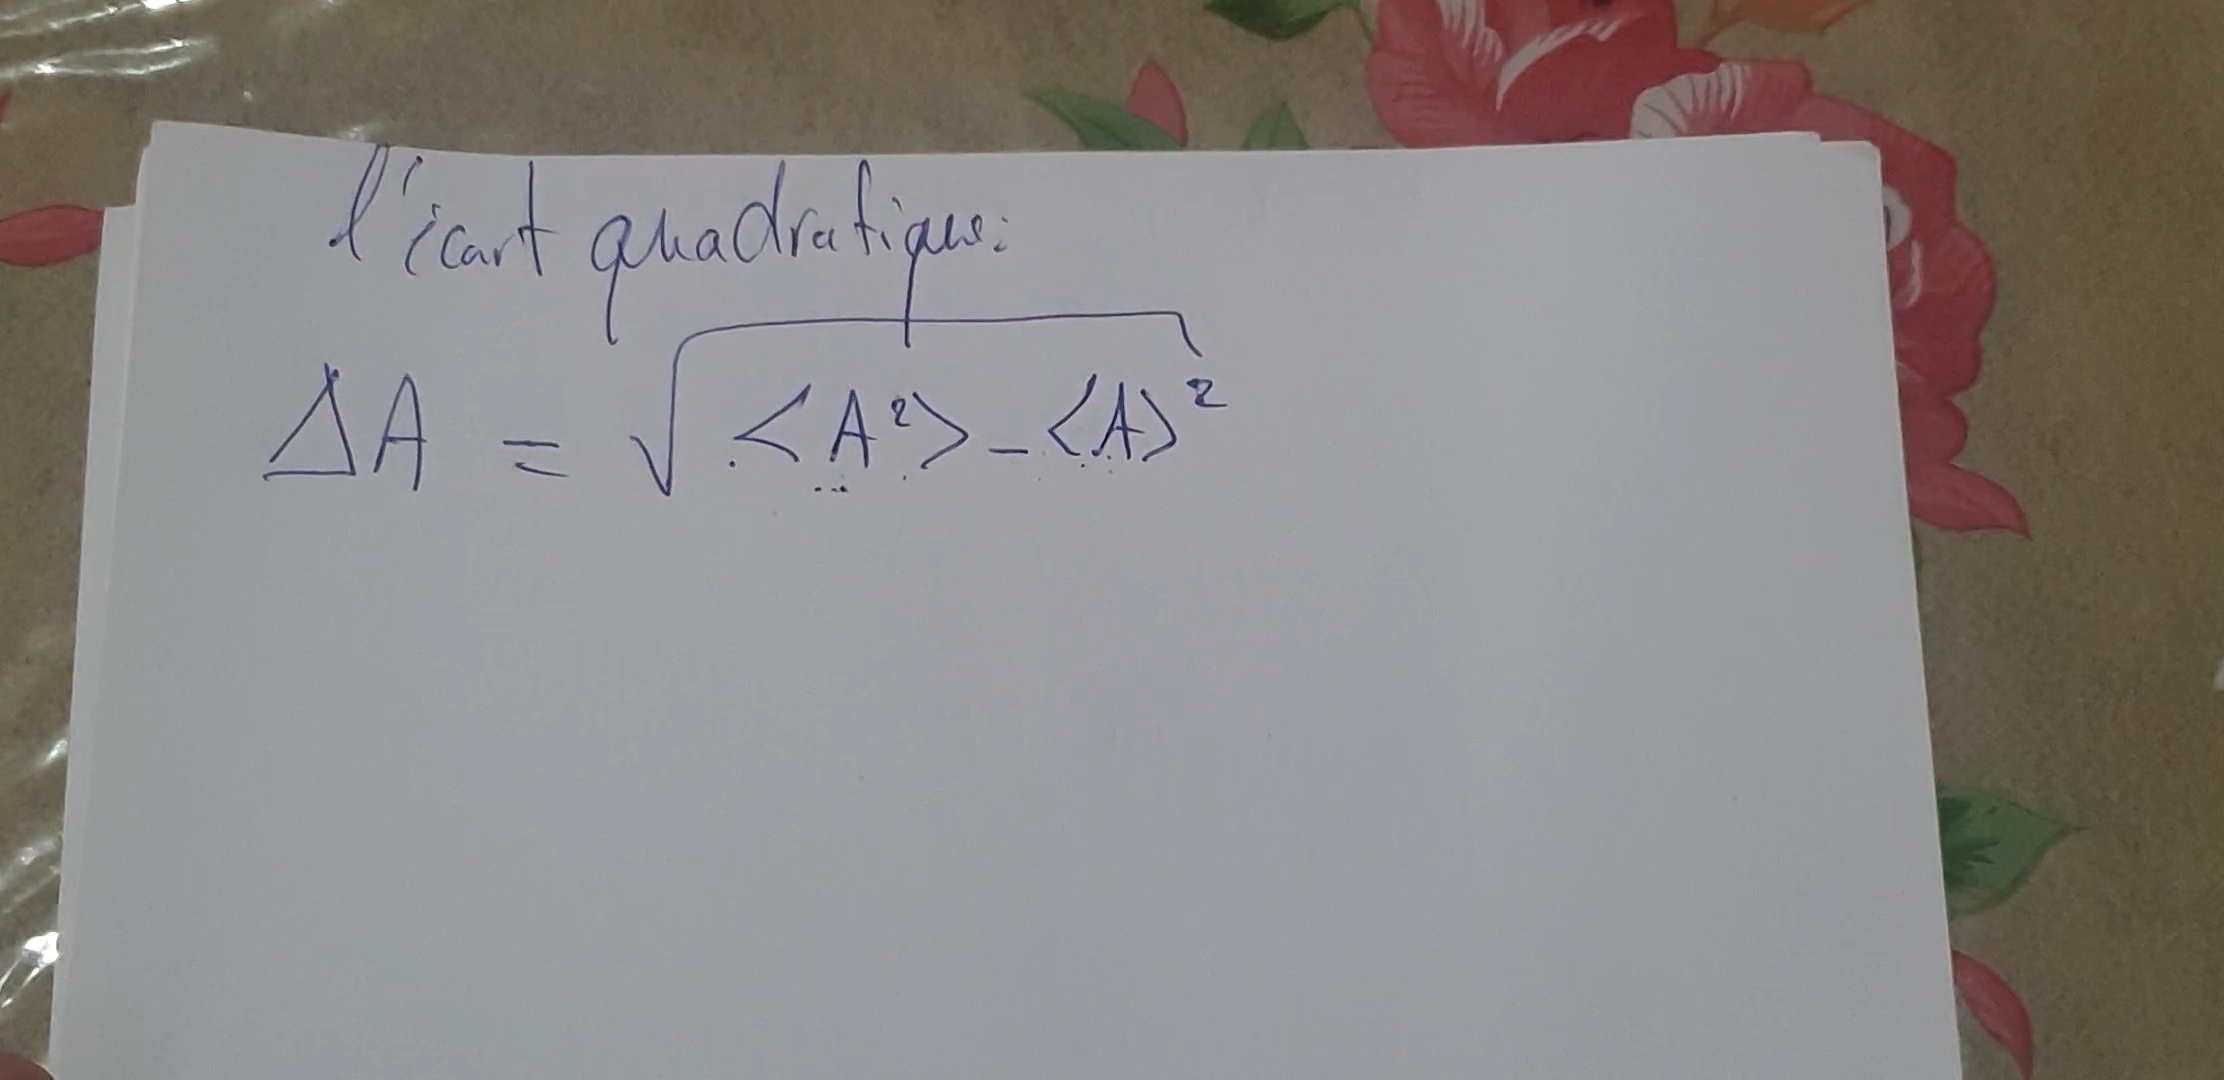 l'écart quadratique:
ΔA = √<A²> - <A>²